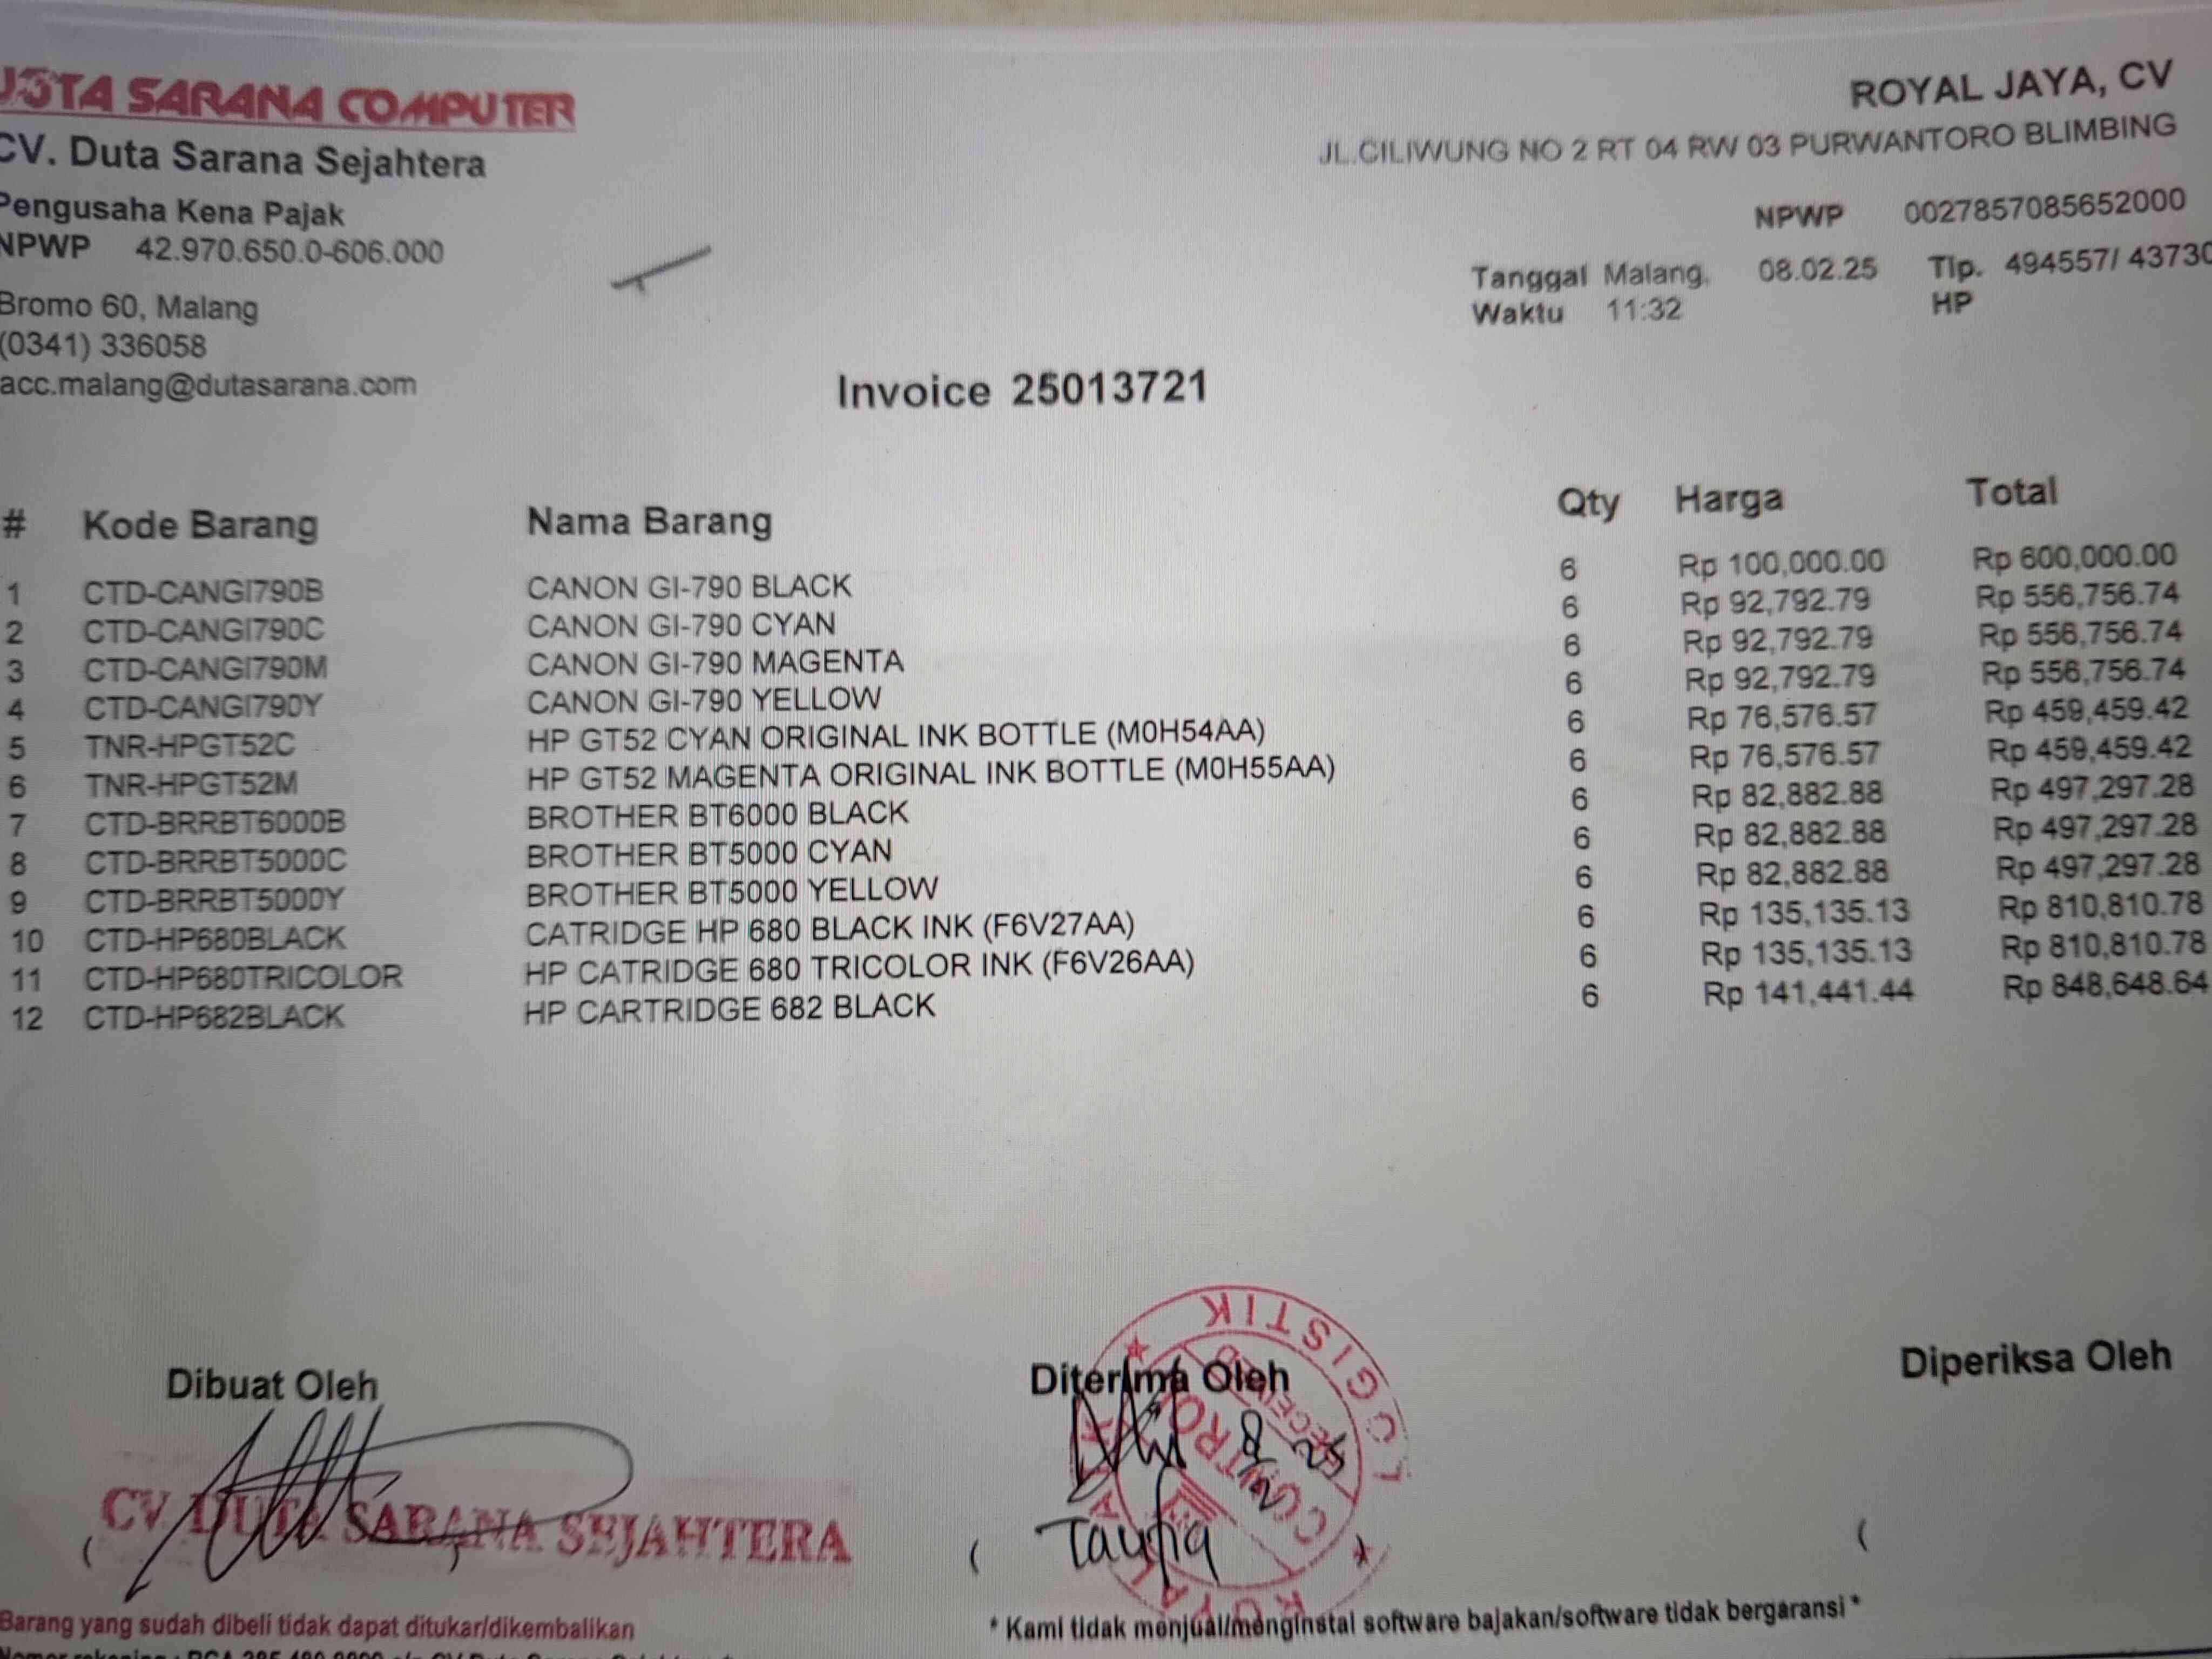 SARANA COMPUTER
CV. Duta Sarana Sejahtera
Pengusaha Kena Pajak
NPWP 42.970.650.0-606.000
Bromo 60, Malang
(0341) 336058
acc.malang@dutasarana.com
ROYAL JAYA, CV
JL.CILIWUNG NO 2 RT 04 RW 03 PURWANTORO BLIMBING
NPWP 0027857085652000
Tanggal Malang, 08.02.25 Tlp. 494557/ 43730
Waktu 11:32 HP
Invoice 25013721
# Kode Barang Nama Barang Qty Harga Total
1 CTD-CANGI790B CANON GI-790 BLACK 6 Rp 100,000.00 Rp 600,000.00
2 CTD-CANGI790C CANON GI-790 CYAN 6 Rp 92,792.79 Rp 556,756.74
3 CTD-CANGI790M CANON GI-790 MAGENTA 6 Rp 92,792.79 Rp 556,756.74
4 CTD-CANGI790Y CANON GI-790 YELLOW 6 Rp 92,792.79 Rp 556,756.74
5 TNR-HPGT52C HP GT52 CYAN ORIGINAL INK BOTTLE (M0H54AA) 6 Rp 76,576.57 Rp 459,459.42
6 TNR-HPGT52M HP GT52 MAGENTA ORIGINAL INK BOTTLE (M0H55AA) 6 Rp 76,576.57 Rp 459,459.42
7 CTD-BRRBT6000B BROTHER BT6000 BLACK 6 Rp 82,882.88 Rp 497,297.28
8 CTD-BRRBT5000C BROTHER BT5000 CYAN 6 Rp 82,882.88 Rp 497,297.28
9 CTD-BRRBT5000Y BROTHER BT5000 YELLOW 6 Rp 82,882.88 Rp 497,297.28
10 CTD-HP680BLACK CATRIDGE HP 680 BLACK INK (F6V27AA) 6 Rp 135,135.13 Rp 810,810.78
11 CTD-HP680TRICOLOR HP CATRIDGE 680 TRICOLOR INK (F6V26AA) 6 Rp 135,135.13 Rp 810,810.78
12 CTD-HP682BLACK HP CARTRIDGE 682 BLACK 6 Rp 141,441.44 Rp 848,648.64
Dibuat Oleh Diterima Oleh Diperiksa Oleh
CV DUTA SARANA SEJAHTERA
LOGISTIK
CONTROL
RECEIVED
ROYAL
Taufiq
Barang yang sudah dibeli tidak dapat ditukar/dikembalikan
* Kami tidak menjual/menginstal software bajakan/software tidak bergaransi *